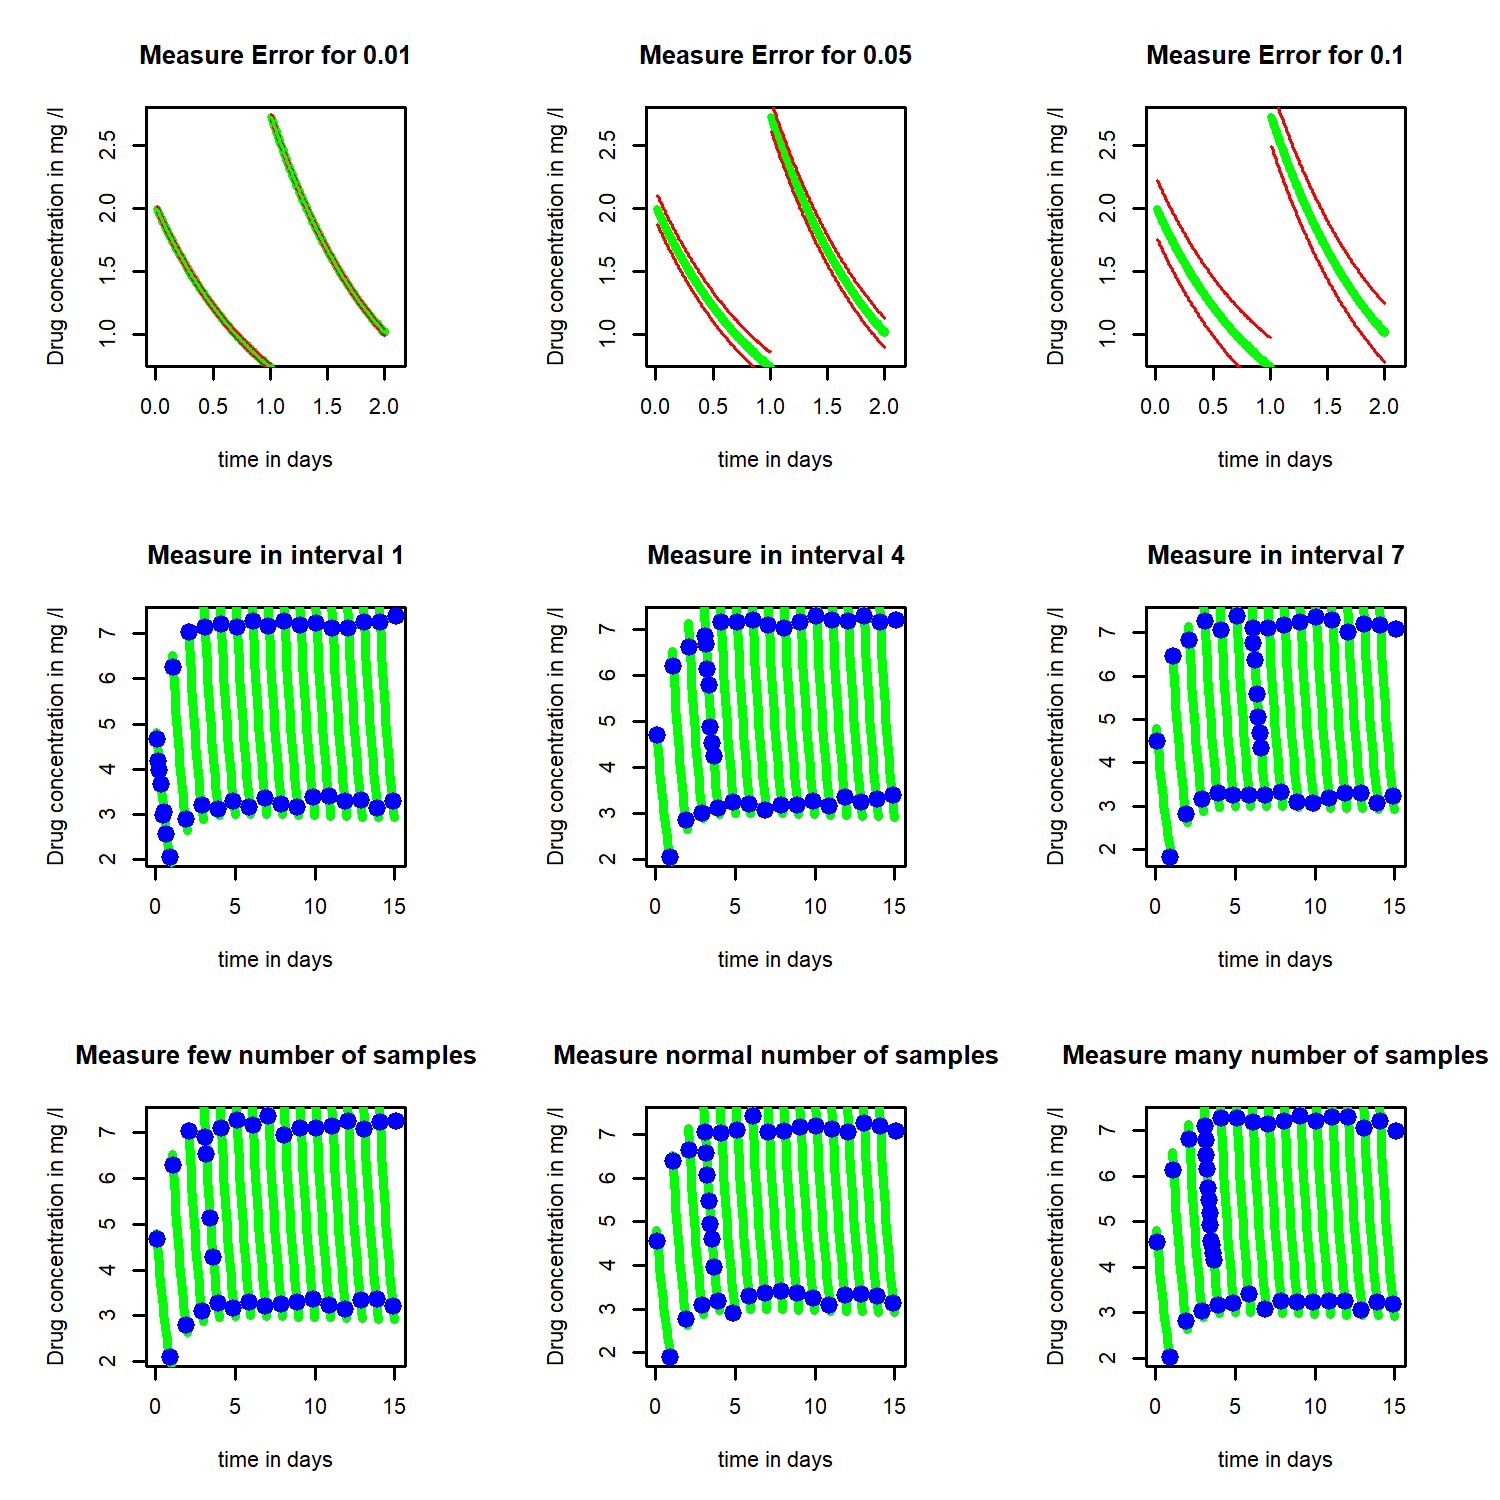 Measure Error for 0.01
Drug concentration in mg /l
2.5
2.0
1.5
1.0
0.0 0.5 1.0 1.5 2.0
time in days
Measure Error for 0.05
Drug concentration in mg /l
2.5
2.0
1.5
1.0
0.0 0.5 1.0 1.5 2.0
time in days
Measure Error for 0.1
Drug concentration in mg /l
2.5
2.0
1.5
1.0
0.0 0.5 1.0 1.5 2.0
time in days
Measure in interval 1
Drug concentration in mg /l
7
6
5
4
3
2
0 5 10 15
time in days
Measure in interval 4
Drug concentration in mg /l
7
6
5
4
3
2
0 5 10 15
time in days
Measure in interval 7
Drug concentration in mg /l
7
6
5
4
3
2
0 5 10 15
time in days
Measure few number of samples
Drug concentration in mg /l
7
6
5
4
3
2
0 5 10 15
time in days
Measure normal number of samples
Drug concentration in mg /l
7
6
5
4
3
2
0 5 10 15
time in days
Measure many number of samples
Drug concentration in mg /l
7
6
5
4
3
2
0 5 10 15
time in days